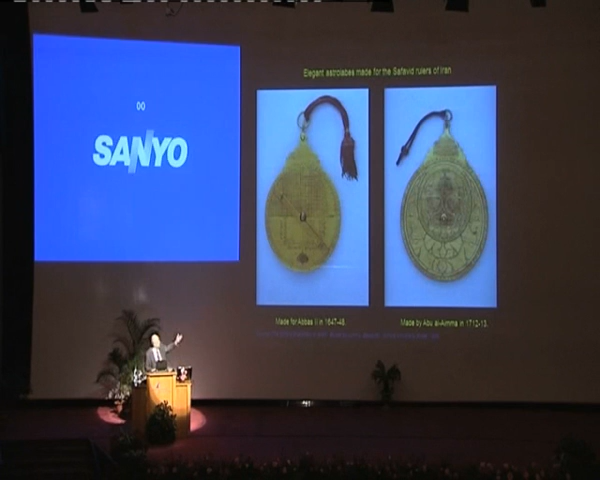 Elegant astrolabes made for the Safavid rulers of Iran
SANYO
Made for Abbas II in 1647-48.
Made by Abu al-Aimma in 1712-13.